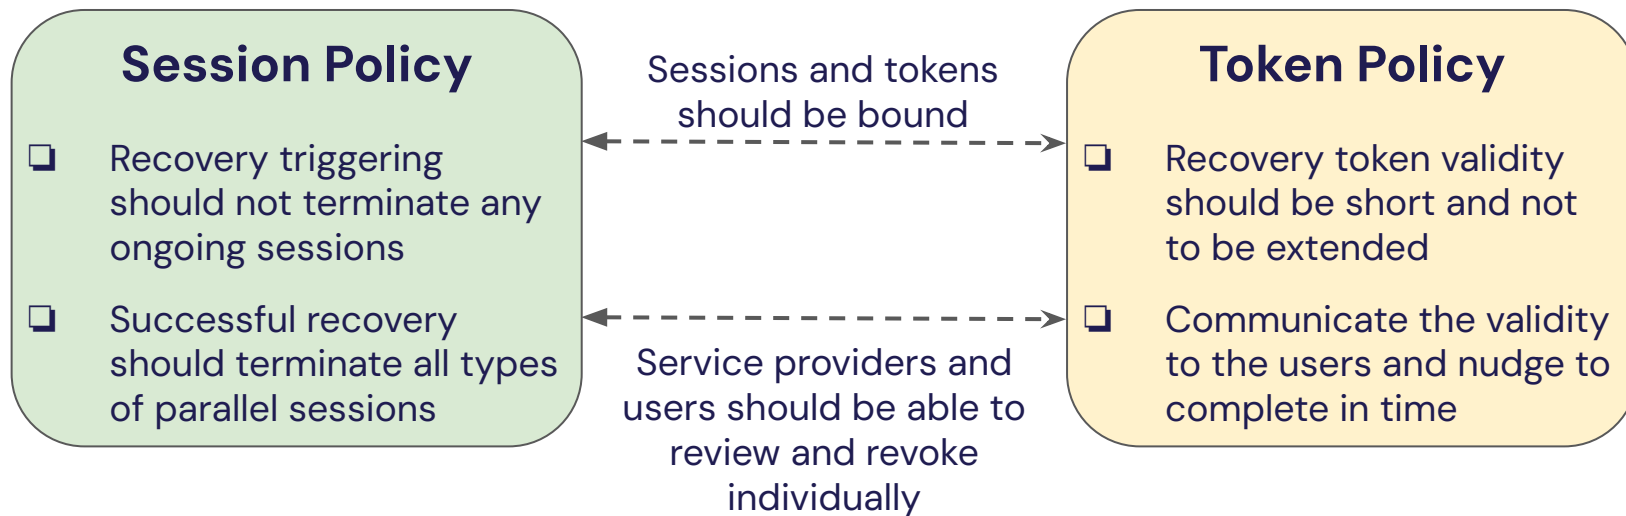 Session Policy
❏ Recovery triggering
should not terminate any
ongoing sessions
❏ Successful recovery
should terminate all types
of parallel sessions
Sessions and tokens
should be bound
Service providers and
users should be able to
review and revoke
individually
Token Policy
❏ Recovery token validity
should be short and not
to be extended
❏ Communicate the validity
to the users and nudge to
complete in time